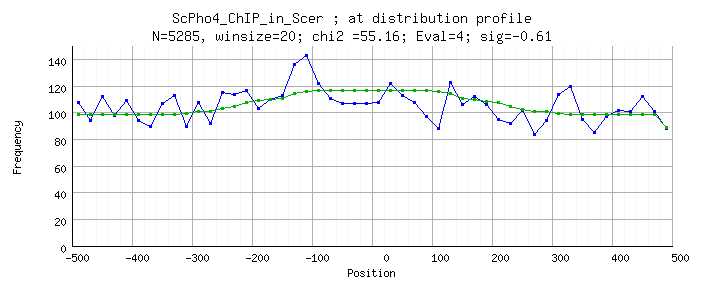 ScPho4_ChIP_in_Scer ; at distribution profile
N=5285, winsize=20; chi2 =55.16; Eval=4; sig=-0.61
140
120
100
80
60
40
20
0
Frequency
-500 -400 -300 -200 -100 0 100 200 300 400 500
Position